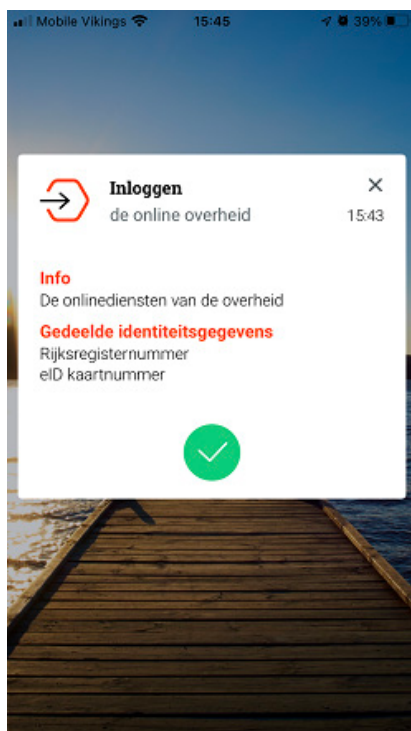 Mobile Vikings 15:45 39%
Inloggen
de online overheid 15:43
Info
De onlinediensten van de overheid
Gedeelde identiteitsgegevens
Rijksregisternummer
eID kaartnummer